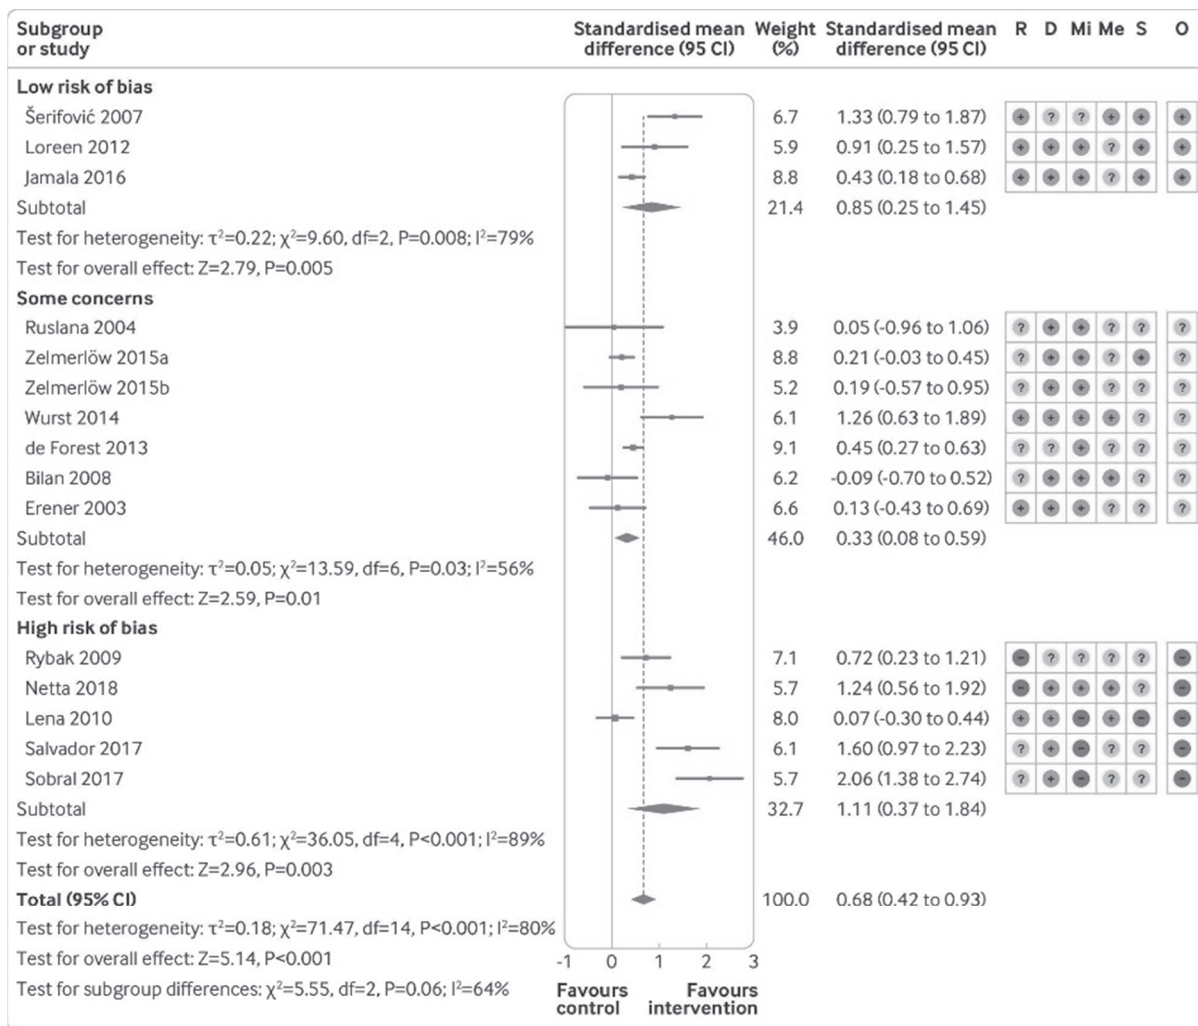 Subgroup or study Standardised mean difference (95 CI) Weight (%) Standardised mean difference (95 CI) R D Mi Me S O
Low risk of bias
Šerifović 2007 6.7 1.33 (0.79 to 1.87) + ? ? + + +
Loreen 2012 5.9 0.91 (0.25 to 1.57) + + + ? + +
Jamala 2016 8.8 0.43 (0.18 to 0.68) + + + ? + +
Subtotal 21.4 0.85 (0.25 to 1.45)
Test for heterogeneity: τ²=0.22; χ²=9.60, df=2, P=0.008; I²=79%
Test for overall effect: Z=2.79, P=0.005
Some concerns
Ruslana 2004 3.9 0.05 (-0.96 to 1.06) ? + + ? ? ?
Zelmerlöw 2015a 8.8 0.21 (-0.03 to 0.45) ? + + ? + ?
Zelmerlöw 2015b 5.2 0.19 (-0.57 to 0.95) ? + + ? ? ?
Wurst 2014 6.1 1.26 (0.63 to 1.89) + + + + ? ?
de Forest 2013 9.1 0.45 (0.27 to 0.63) ? ? + ? ? ?
Bilan 2008 6.2 -0.09 (-0.70 to 0.52) ? + + + ? ?
Erener 2003 6.6 0.13 (-0.43 to 0.69) + + + ? ? ?
Subtotal 46.0 0.33 (0.08 to 0.59)
Test for heterogeneity: τ²=0.05; χ²=13.59, df=6, P=0.03; I²=56%
Test for overall effect: Z=2.59, P=0.01
High risk of bias
Rybak 2009 7.1 0.72 (0.23 to 1.21) - ? ? ? ? -
Netta 2018 5.7 1.24 (0.56 to 1.92) - + + + ? -
Lena 2010 8.0 0.07 (-0.30 to 0.44) + + - + - -
Salvador 2017 6.1 1.60 (0.97 to 2.23) ? + - ? ? -
Sobral 2017 5.7 2.06 (1.38 to 2.74) ? + - ? ? -
Subtotal 32.7 1.11 (0.37 to 1.84)
Test for heterogeneity: τ²=0.61; χ²=36.05, df=4, P<0.001; I²=89%
Test for overall effect: Z=2.96, P=0.003
Total (95% CI) 100.0 0.68 (0.42 to 0.93)
Test for heterogeneity: τ²=0.18; χ²=71.47, df=14, P<0.001; I²=80%
Test for overall effect: Z=5.14, P<0.001
Test for subgroup differences: χ²=5.55, df=2, P=0.06; I²=64%
-1 0 1 2 3
Favours control Favours intervention